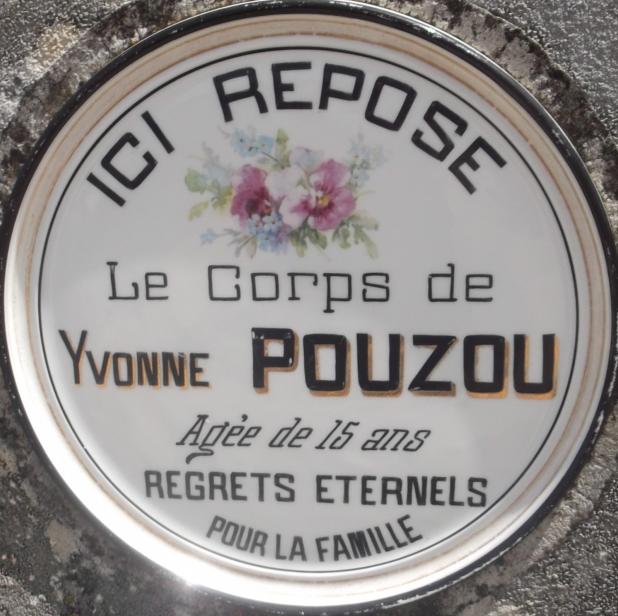 ICI REPOSE
Le Corps de
YVONNE POUZOU
Agée de 15 ans
REGRETS ETERNELS
POUR LA FAMILLE